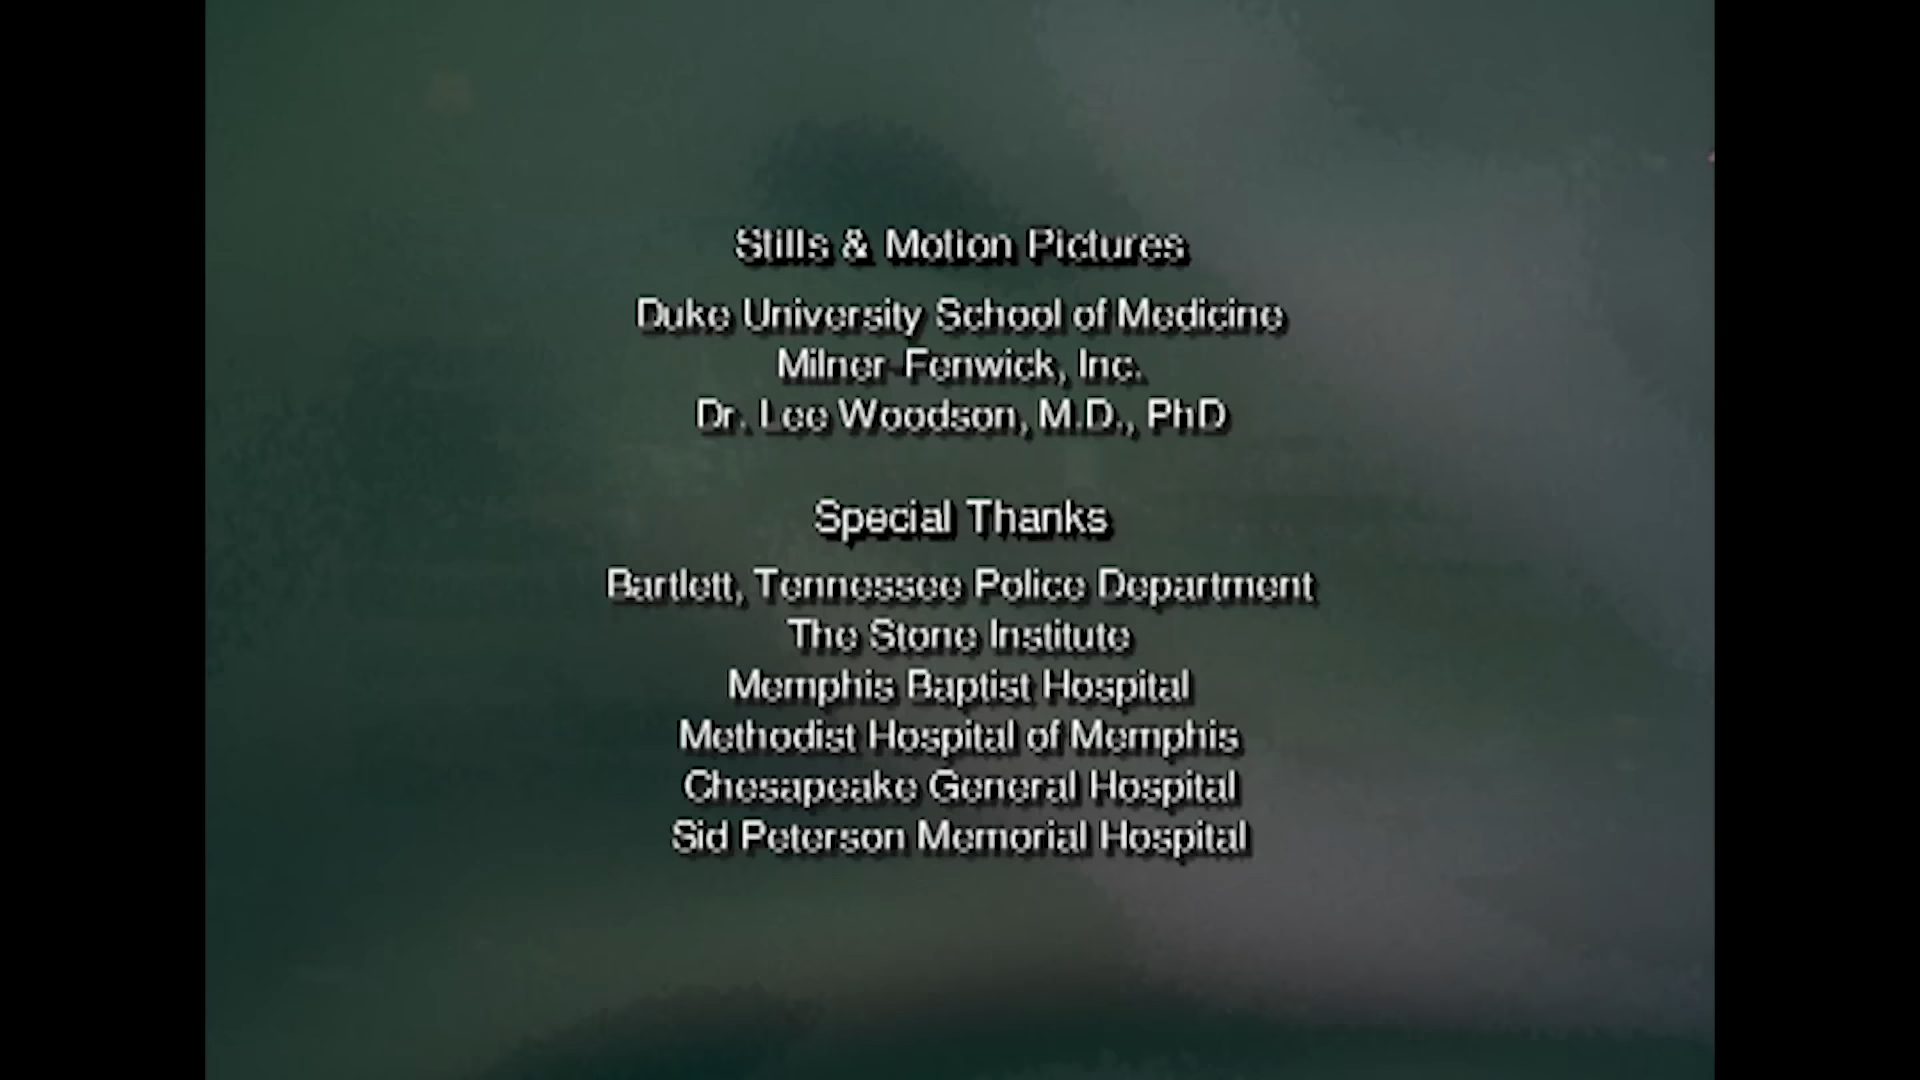 Stills & Motion Pictures
Duke University School of Medicine
Milner-Fenwick, Inc.
Dr. Lee Woodson, M.D., PhD
Special Thanks
Bartlett, Tennessee Police Department
The Stone Institute
Memphis Baptist Hospital
Methodist Hospital of Memphis
Chesapeake General Hospital
Sid Peterson Memorial Hospital